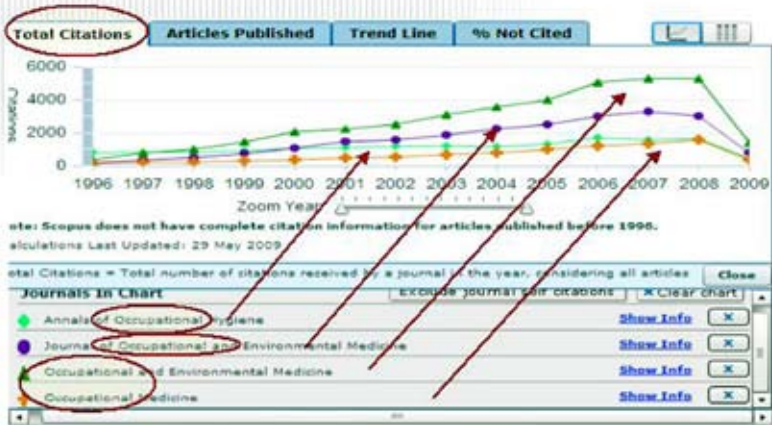 Total Citations Articles Published Trend Line % Not Cited
6000
4000
2000
0
1996 1997 1998 1999 2000 2001 2002 2003 2004 2005 2006 2007 2008 2009
Zoom Year
ote: Scopus does not have complete citation information for articles published before 1996.
alculations Last Updated: 29 May 2009
otal Citations = Total number of citations received by a journal in the year, considering all articles Close
Journals In Chart Exclude journal self citations × Clear chart
Annals of Occupational Hygiene Show Info ×
Journal of Occupational and Environmental Medicine Show Info ×
Occupational and Environmental Medicine Show Info ×
Occupational Medicine Show Info ×